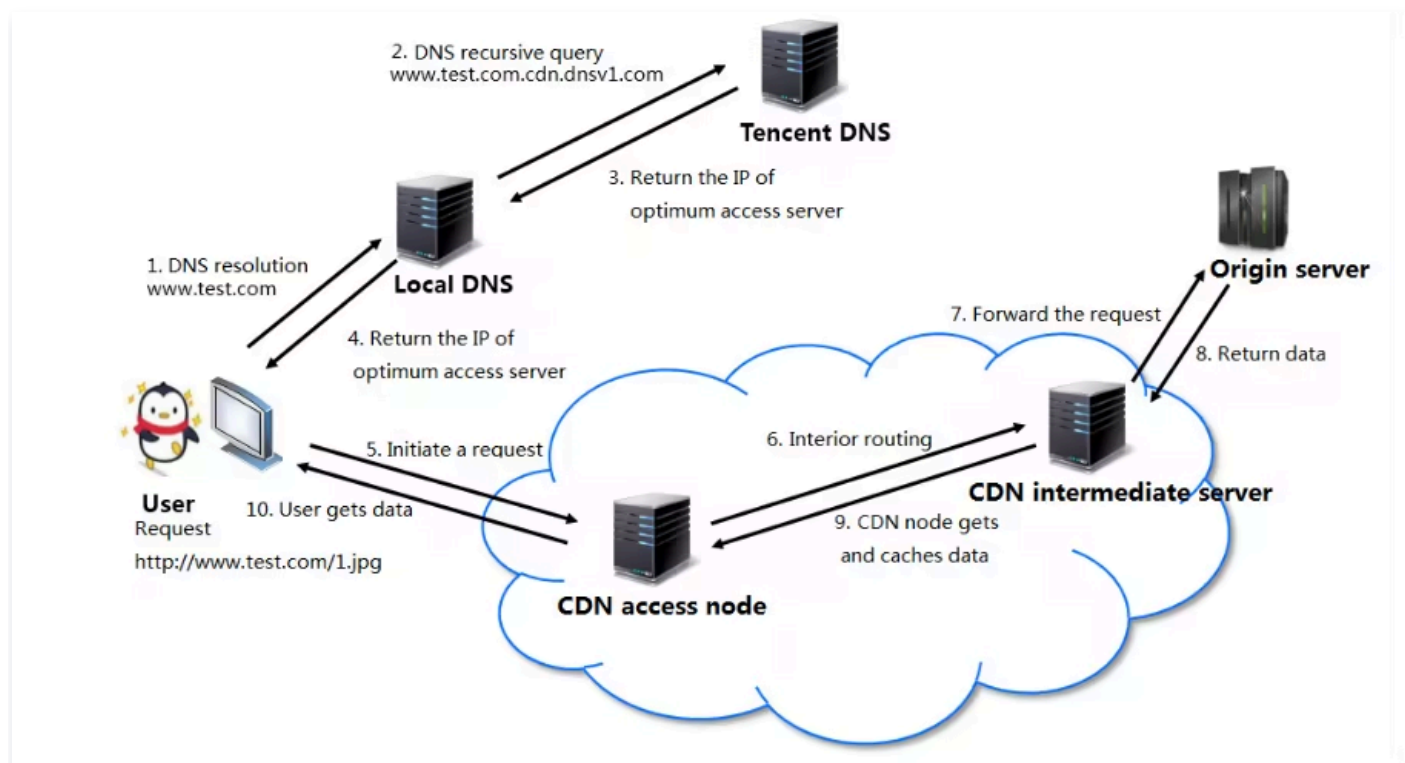 2. DNS recursive query
www.test.com.cdn.dnsv1.com
Tencent DNS
3. Return the IP of
optimum access server
1. DNS resolution
www.test.com
Local DNS
Origin server
7. Forward the request
4. Return the IP of
optimum access server
8. Return data
5. Initiate a request
6. Interior routing
CDN intermediate server
User
Request
http://www.test.com/1.jpg
10. User gets data
9. CDN node gets
and caches data
CDN access node